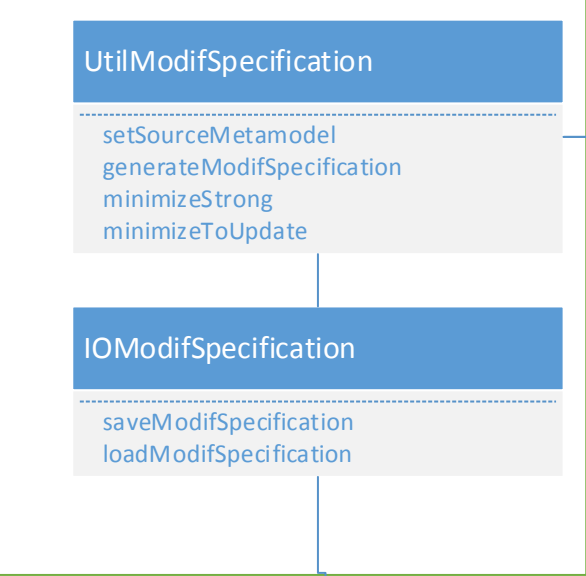 UtilModifSpecification
setSourceMetamodel
generateModifSpecification
minimizeStrong
minimizeToUpdate
IOModifSpecification
saveModifSpecification
loadModifSpecification